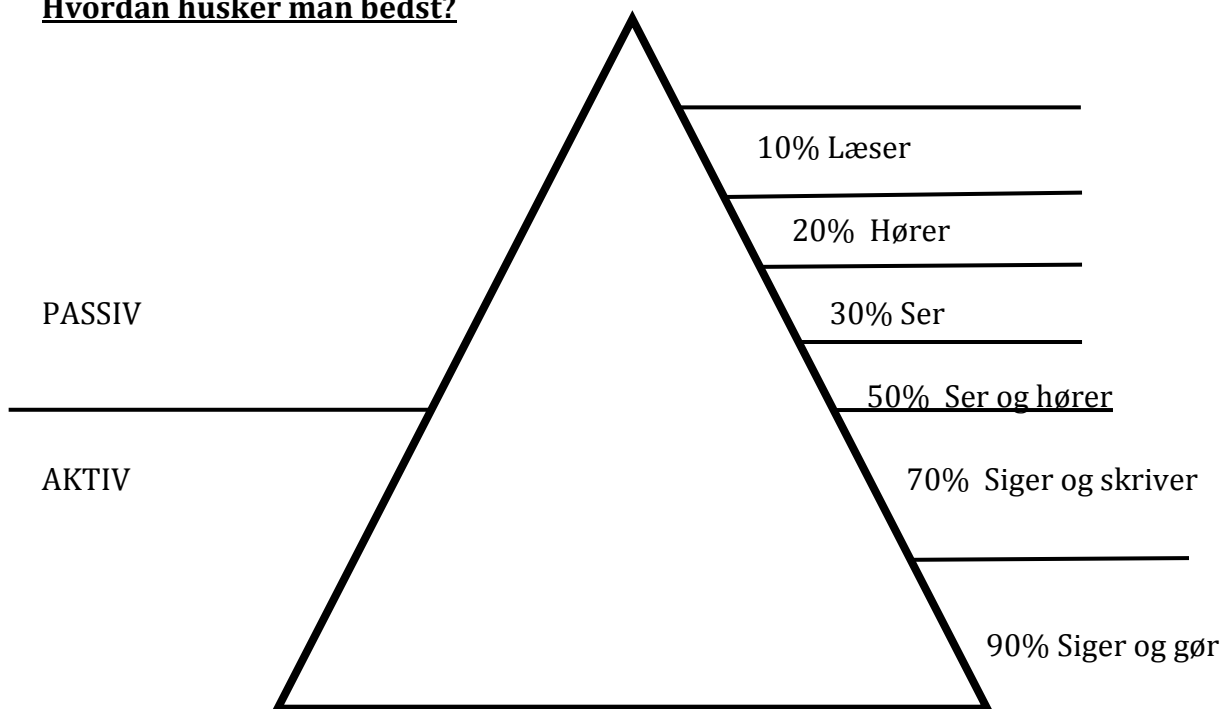 Hvordan husker man bedst?
10% Læser
20% Hører
PASSIV
30% Ser
50% Ser og hører
AKTIV
70% Siger og skriver
90% Siger og gør